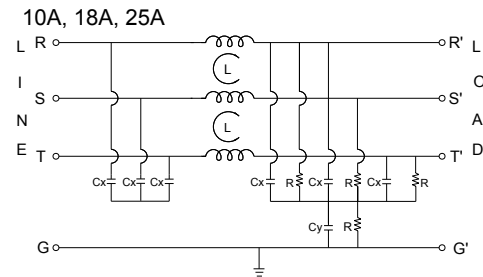 10A, 18A, 25A
L R R' L
L
I C
S S'
N A
L
E T T' D
Cx Cx Cx Cx R Cx R Cx R
Cy R
G G'